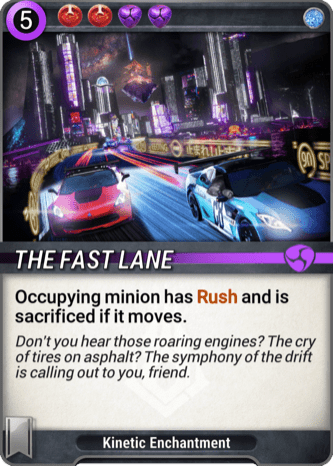 5
THE FAST LANE
Occupying minion has Rush and is
sacrificed if it moves.
Don't you hear those roaring engines? The cry
of tires on asphalt? The symphony of the drift
is calling out to you, friend.
Kinetic Enchantment